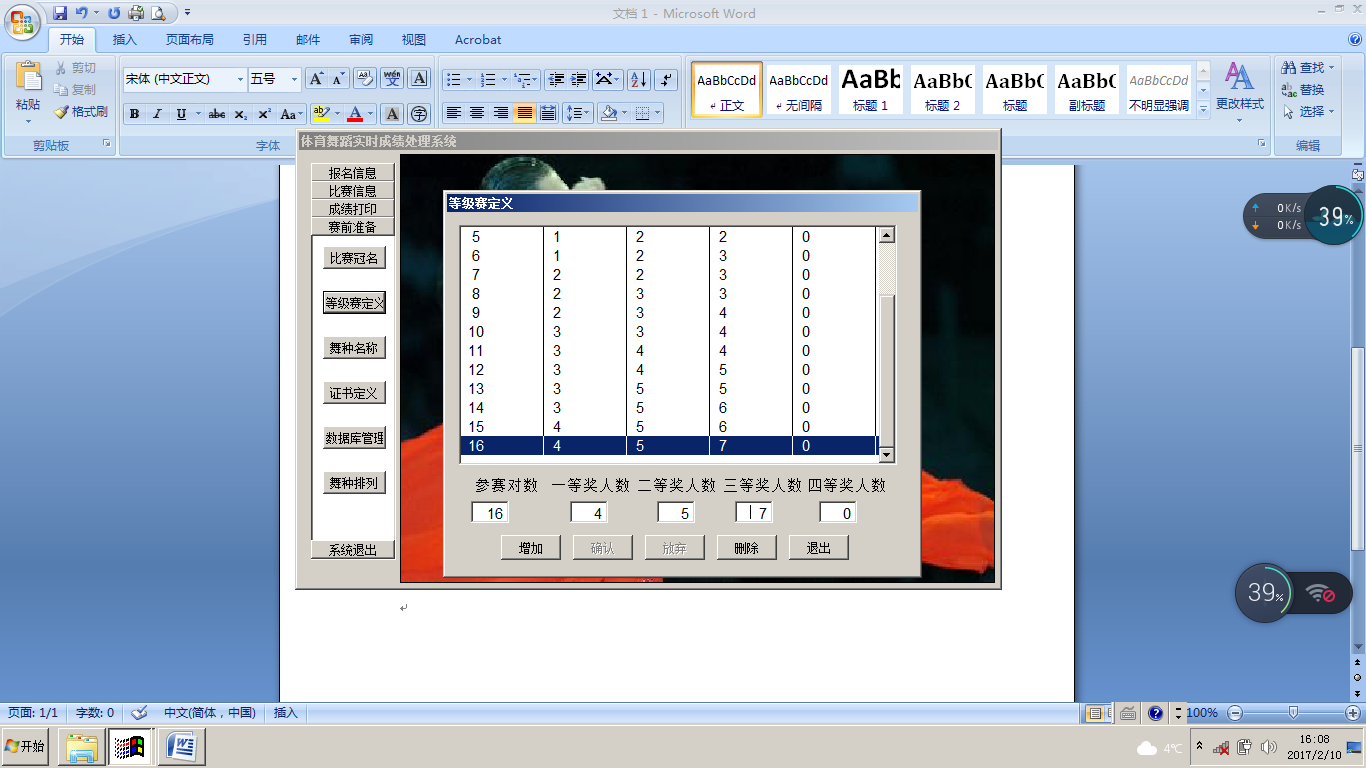 文档 1 - Microsoft Word
开始 插入 页面布局 引用 邮件 审阅 视图 Acrobat
粘贴
剪切
复制
格式刷
剪贴板
宋体 (中文正文) 五号
字体
AaBbCcDd AaBbCcDd AaBb AaBbC AaBbC AaBbC AaBbCcDd
正文 无间隔 标题 1 标题 2 标题 副标题 不明显强调
更改样式
查找
替换
选择
编辑
体育舞蹈实时成绩处理系统
报名信息
比赛信息
成绩打印
赛前准备
比赛冠名
等级赛定义
舞种名称
证书定义
数据库管理
舞种排列
系统退出
等级赛定义
5 1 2 2 0
6 1 2 3 0
7 2 2 3 0
8 2 3 3 0
9 2 3 4 0
10 3 3 4 0
11 3 4 4 0
12 3 4 5 0
13 3 5 5 0
14 3 5 6 0
15 4 5 6 0
16 4 5 7 0
参赛对数 一等奖人数 二等奖人数 三等奖人数 四等奖人数
16 4 5 7 0
增加 确认 放弃 删除 退出
0K/s
0K/s
39%
39%
页面: 1/1 字数: 0 中文(简体，中国) 插入 100%
开始
4℃
16:08
2017/2/10